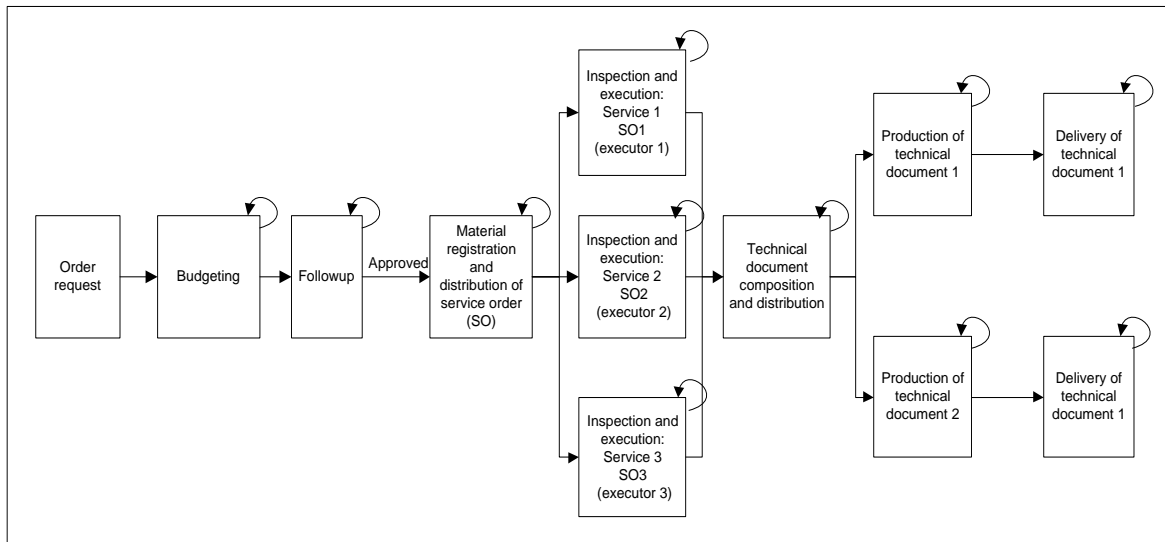 Order
request
Budgeting
Followup
Approved
Material
registration
and
distribution of
service order
(SO)
Inspection and
execution:
Service 1
SO1
(executor 1)
Inspection and
execution:
Service 2
SO2
(executor 2)
Inspection and
execution:
Service 3
SO3
(executor 3)
Technical
document
composition
and distribution
Production of
technical
document 1
Delivery of
technical
document 1
Production of
technical
document 2
Delivery of
technical
document 1